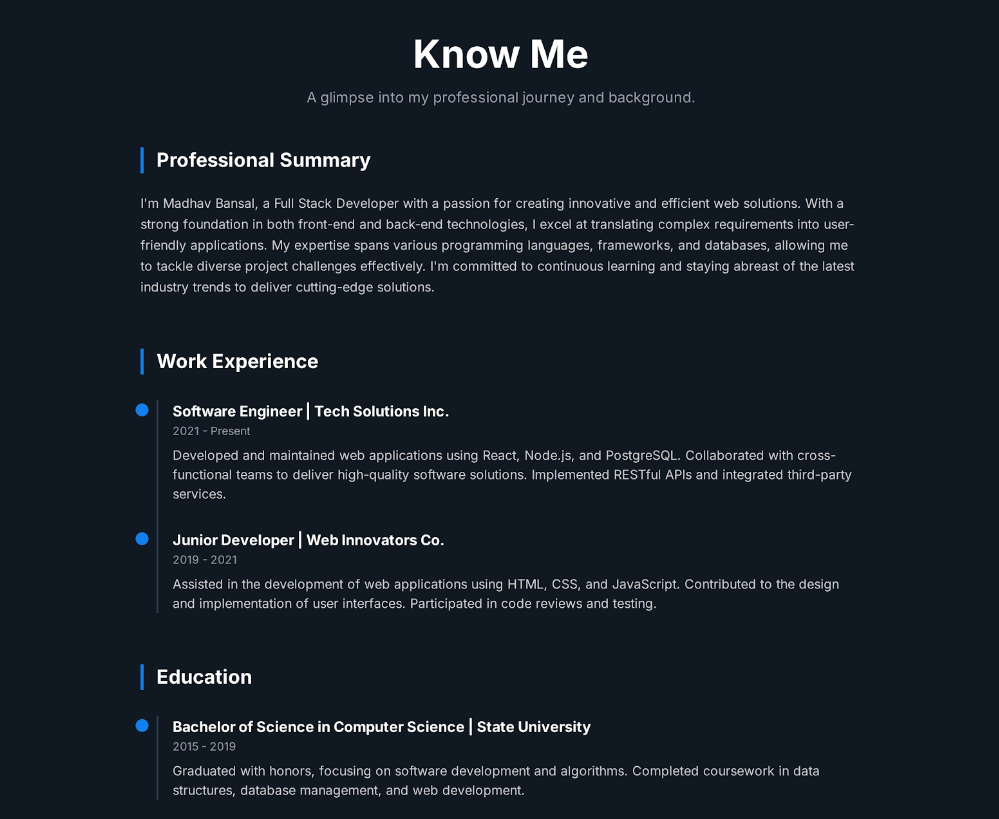 Know Me
A glimpse into my professional journey and background.
Professional Summary
I'm Madhav Bansal, a Full Stack Developer with a passion for creating innovative and efficient web solutions. With a
strong foundation in both front-end and back-end technologies, I excel at translating complex requirements into user-
friendly applications. My expertise spans various programming languages, frameworks, and databases, allowing me
to tackle diverse project challenges effectively. I'm committed to continuous learning and staying abreast of the latest
industry trends to deliver cutting-edge solutions.
Work Experience
Software Engineer | Tech Solutions Inc.
2021 - Present
Developed and maintained web applications using React, Node.js, and PostgreSQL. Collaborated with cross-
functional teams to deliver high-quality software solutions. Implemented RESTful APIs and integrated third-party
services.
Junior Developer | Web Innovators Co.
2019 - 2021
Assisted in the development of web applications using HTML, CSS, and JavaScript. Contributed to the design
and implementation of user interfaces. Participated in code reviews and testing.
Education
Bachelor of Science in Computer Science | State University
2015 - 2019
Graduated with honors, focusing on software development and algorithms. Completed coursework in data
structures, database management, and web development.